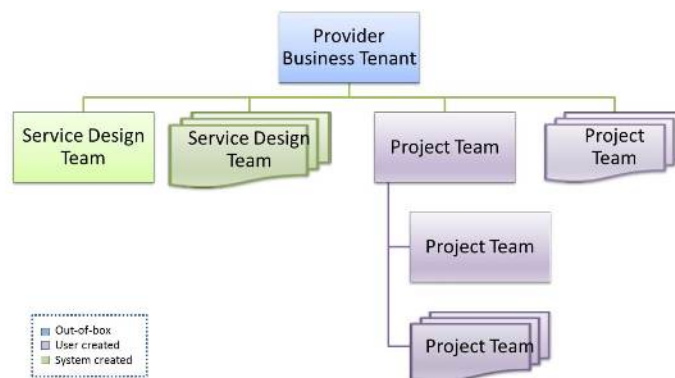 Provider
Business Tenant
Service Design
Team
Service Design
Team
Project Team
Project
Team
Project Team
Project Team
Out-of-box
User created
System created